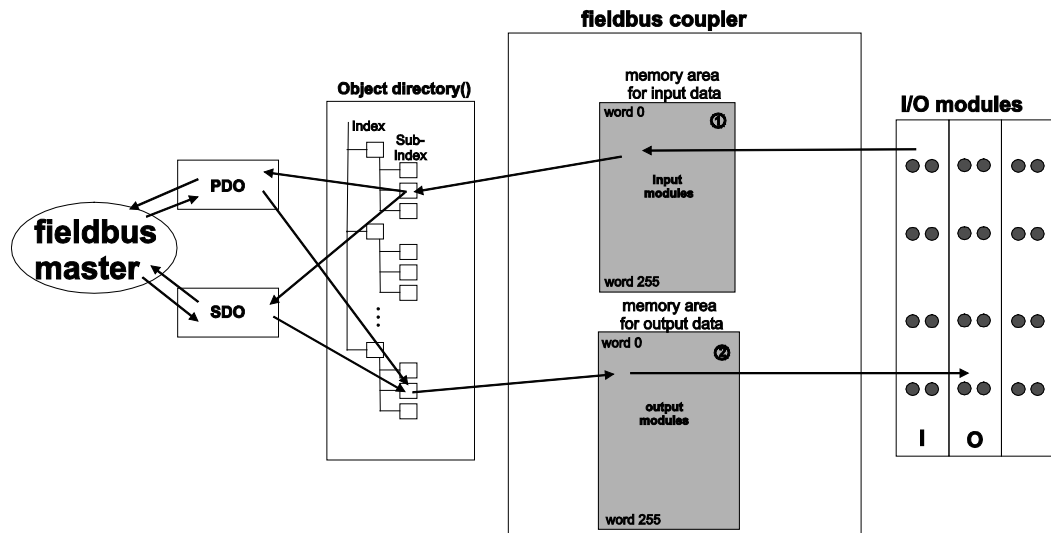 fieldbus coupler
Object directory()
Index
Sub-
Index
PDO
fieldbus
master
SDO
memory area
for input data
word 0
①
input
modules
word 255
memory area
for output data
word 0
②
output
modules
word 255
I/O modules
I
O